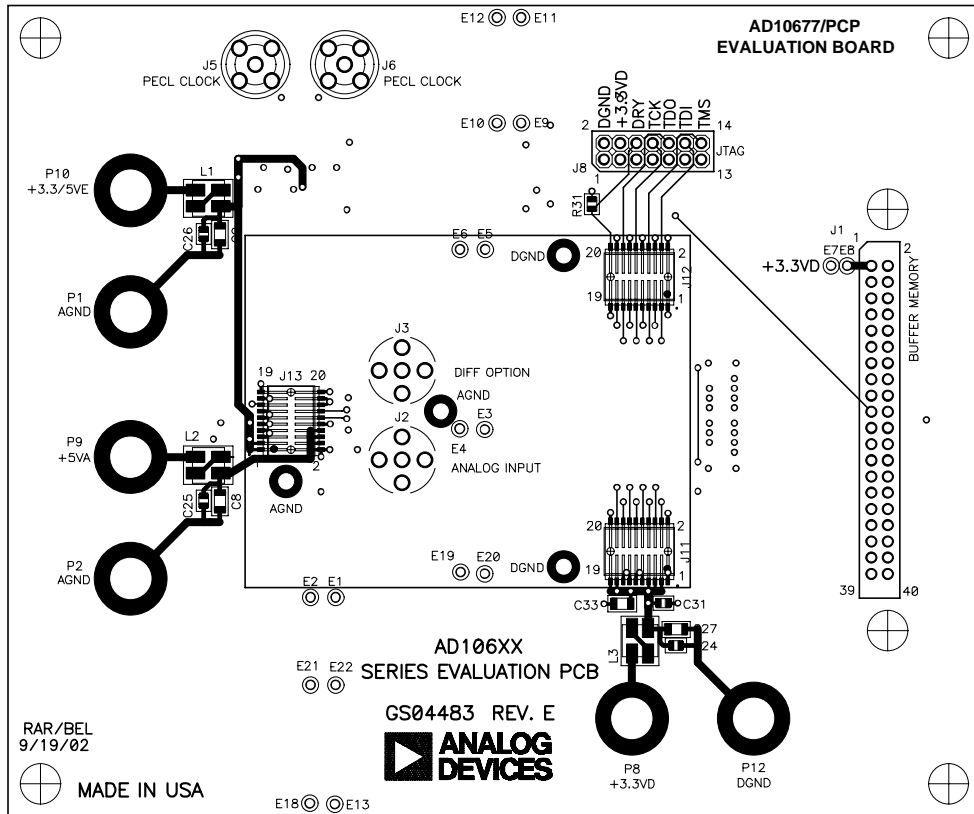 E12 E11
AD10677/PCP
EVALUATION BOARD
J5
PECL CLOCK
J6
PECL CLOCK
E10 E9
DGND
+3.3VD
DRY
TCK
TDO
TDI
TMS
2 14
JTAG
J8 13
P10
+3.3/5VE
L1
R31
1
C26
E6 E5
DGND
20 2
J12
19 1
J1
1 2
E7E8
+3.3VD
BUFFER MEMORY
P1
AGND
J3
DIFF OPTION
19 J13 20
AGND
1 2
J2
E3
E4
ANALOG INPUT
P9
+5VA
L2
C25
C8
AGND
20 2
J11
19 1
P2
AGND
E19 E20
DGND
E2 E1
C33 C31
39 40
27
24
L3
AD106XX
SERIES EVALUATION PCB
E21 E22
GS04483 REV. E
RAR/BEL
9/19/02
ANALOG
DEVICES
P8
+3.3VD
P12
DGND
MADE IN USA
E18 E13